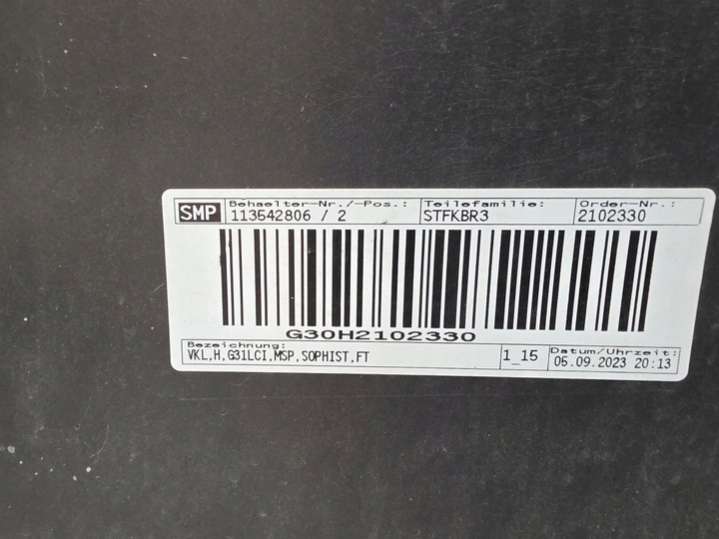 SMP
Behaelter-Nr./-Pos.: Teilefamilie: Order-Nr.:
113542806 / 2 STFKBR3 2102330
G30H2102330
Bezeichnung: Datum/Uhrzeit:
VKL,H,G31LCI,MSP,SOPHIST,FT 1_15 05.09.2023 20:13